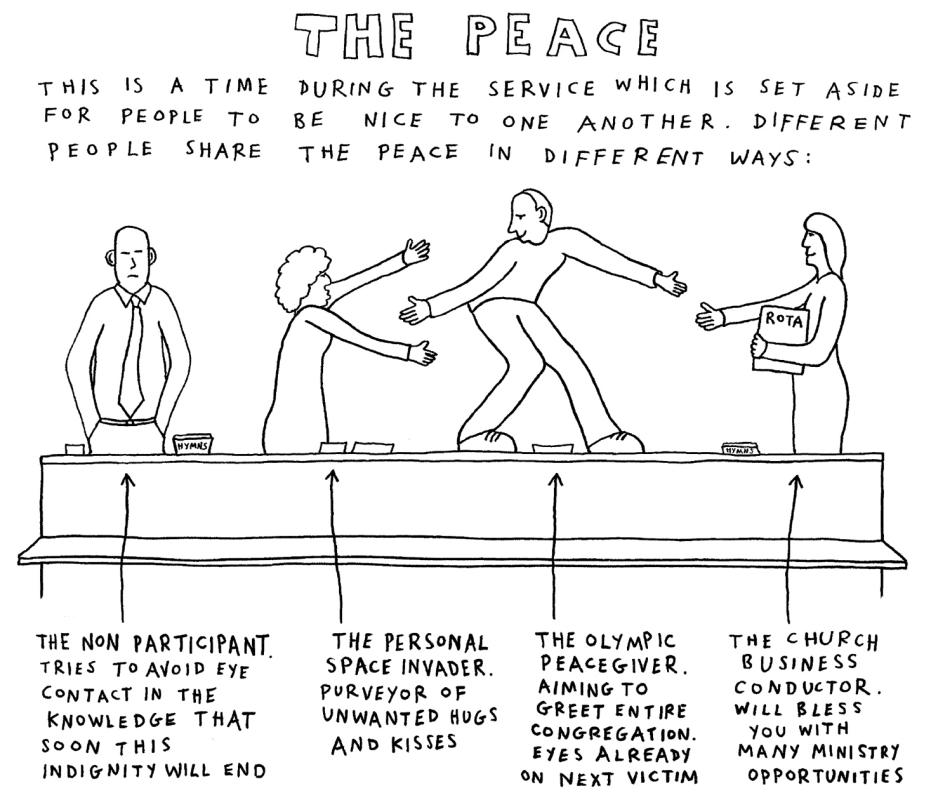 THE PEACE
THIS IS A TIME DURING THE SERVICE WHICH IS SET ASIDE
FOR PEOPLE TO BE NICE TO ONE ANOTHER. DIFFERENT
PEOPLE SHARE THE PEACE IN DIFFERENT WAYS:
ROTA
HYMNS
HYMNS
THE NON PARTICIPANT.
TRIES TO AVOID EYE
CONTACT IN THE
KNOWLEDGE THAT
SOON THIS
INDIGNITY WILL END
THE PERSONAL
SPACE INVADER.
PURVEYOR OF
UNWANTED HUGS
AND KISSES
THE OLYMPIC
PEACEGIVER.
AIMING TO
GREET ENTIRE
CONGREGATION.
EYES ALREADY
ON NEXT VICTIM
THE CHURCH
BUSINESS
CONDUCTOR.
WILL BLESS
YOU WITH
MANY MINISTRY
OPPORTUNITIES